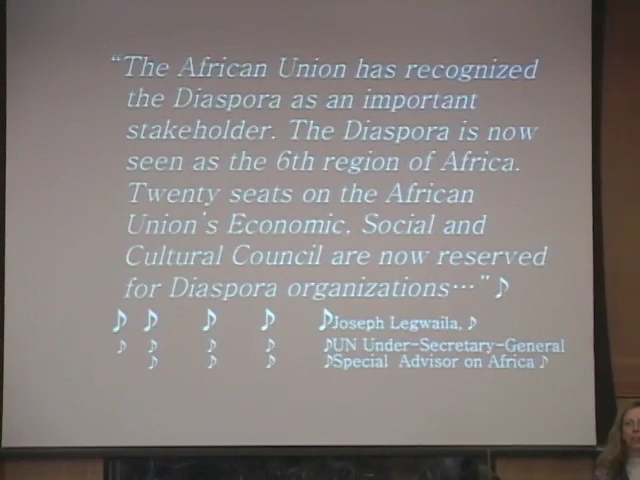 “The African Union has recognized
the Diaspora as an important
stakeholder. The Diaspora is now
seen as the 6th region of Africa.
Twenty seats on the African
Union's Economic. Social and
Cultural Council are now reserved
for Diaspora organizations…”♪
♪ ♪ ♪ ♪ ♪Joseph Legwaila, ♪
♪ ♪ ♪ ♪ ♪UN Under-Secretary-General
♪ ♪ ♪ ♪Special Advisor on Africa ♪